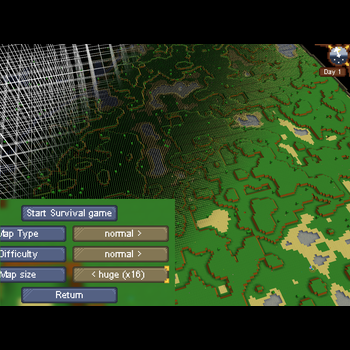 Day 1
Start Survival game
Map Type normal >
Difficulty normal >
Map size < huge (x16)
Return